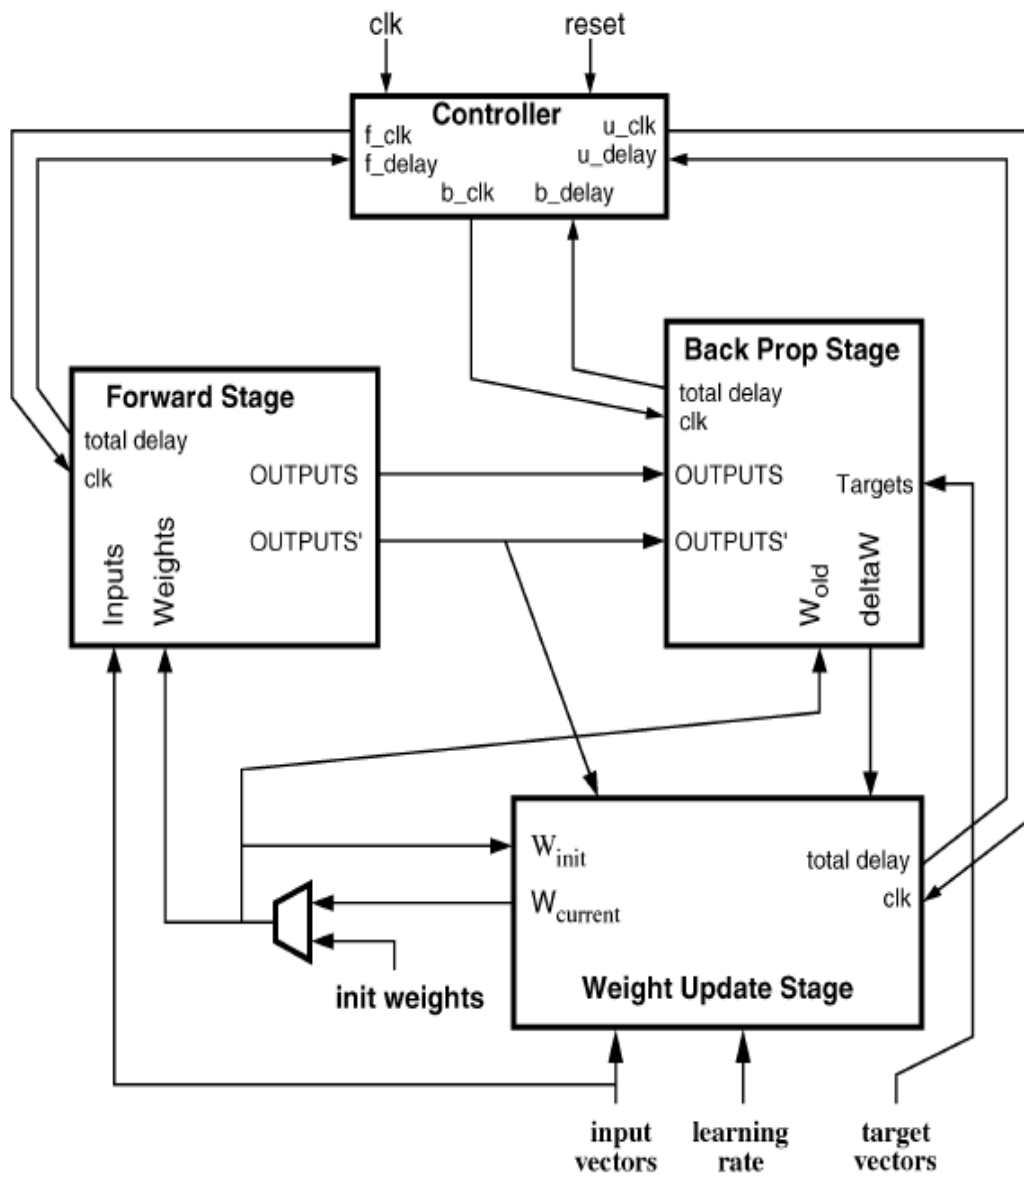 clk
reset
Controller
f_clk
u_clk
f_delay
u_delay
b_clk
b_delay
Forward Stage
total delay
clk
OUTPUTS
OUTPUTS'
Inputs
Weights
Back Prop Stage
total delay
clk
OUTPUTS
Targets
OUTPUTS'
Wold
deltaW
Winit
Wcurrent
total delay
clk
Weight Update Stage
init weights
input
vectors
learning
rate
target
vectors